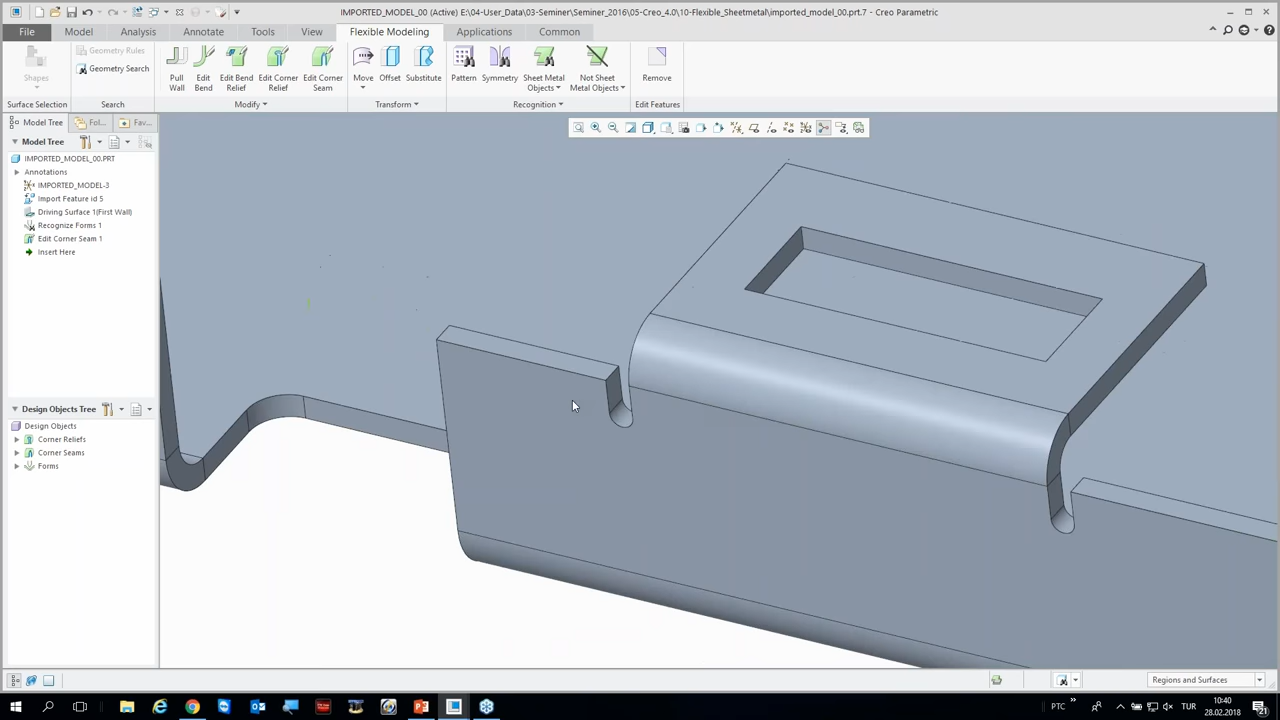 IMPORTED_MODEL_00 (Active) E:\04-User_Data\03-Seminer\Seminer_2016\05-Creo_4.0\10-Flexible_Sheetmetal\imported_model_00.prt.7 - Creo Parametric
File Model Analysis Annotate Tools View Flexible Modeling Applications Common
Shapes
Geometry Rules
Geometry Search
Pull Wall
Edit Bend
Edit Bend Relief
Edit Corner Relief
Edit Corner Seam
Move
Offset
Substitute
Pattern
Symmetry
Sheet Metal Objects
Not Sheet Metal Objects
Remove
Surface Selection Search Modify Transform Recognition Edit Features
Model Tree Fol... Fav...
Model Tree
IMPORTED_MODEL_00.PRT
Annotations
IMPORTED_MODEL-3
Import Feature id 5
Driving Surface 1(First Wall)
Recognize Forms 1
Edit Corner Seam 1
Insert Here
Design Objects Tree
Design Objects
Corner Reliefs
Corner Seams
Forms
Regions and Surfaces
PTC
TUR
10:40
28.02.2018
21